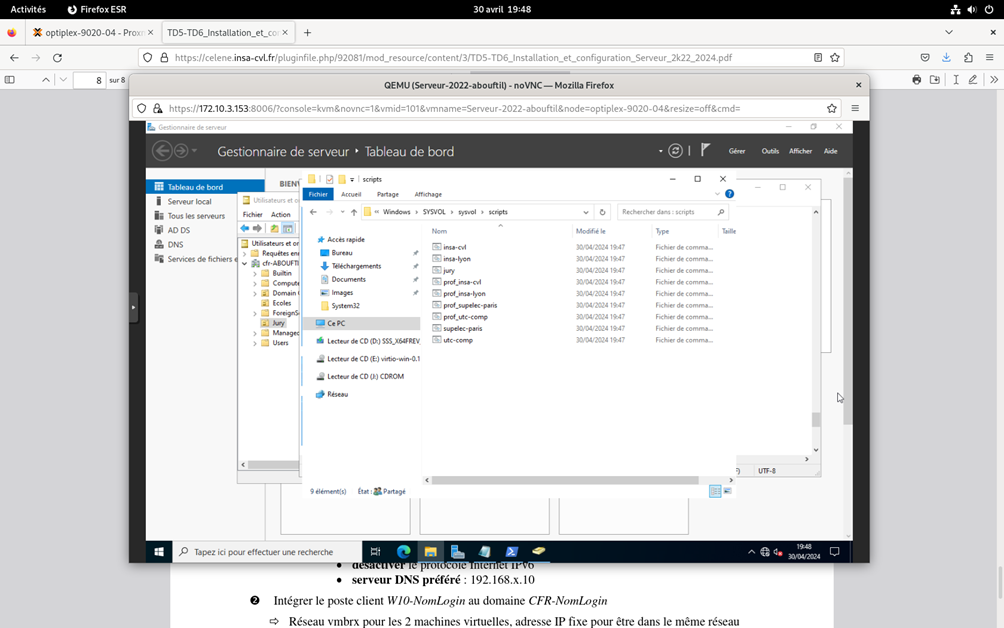 Activités Firefox ESR 30 avril 19:48
optiplex-9020-04 - Proxm TD5-TD6_Installation_et_co
https://celene.insa-cvl.fr/pluginfile.php/92081/mod_resource/content/3/TD5-TD6_Installation_et_configuration_Serveur_2k22_2024.pdf
8 sur 8
QEMU (Serveur-2022-abouftil) - noVNC — Mozilla Firefox
https://172.10.3.153:8006/?console=kvm&novnc=1&vmid=101&vmname=Serveur-2022-abouftil&node=optiplex-9020-04&resize=off&cmd=
Gestionnaire de serveur
Gestionnaire de serveur Tableau de bord Gérer Outils Afficher Aide
Tableau de bord
Serveur local
Tous les serveurs
AD DS
DNS
Services de fichiers e
BIEN
Utilisateurs et o
Fichier Action
Utilisateurs et or
Requêtes enr
cfr-ABOUFTI
Builtin
Compute
Domain C
Ecoles
ForeignSe
Jury
Managed
Users
scripts
Fichier Accueil Partage Affichage
Windows SYSVOL sysvol scripts Rechercher dans : scripts
Accès rapide
Bureau
Téléchargements
Documents
Images
System32
Ce PC
Lecteur de CD (D:) SSS_X64FREV
Lecteur de CD (E:) virtio-win-0.1
Lecteur de CD (J:) CDROM
Réseau
Nom Modifié le Type Taille
insa-cvl 30/04/2024 19:47 Fichier de comma...
insa-lyon 30/04/2024 19:47 Fichier de comma...
jury 30/04/2024 19:47 Fichier de comma...
prof_insa-cvl 30/04/2024 19:47 Fichier de comma...
prof_insa-lyon 30/04/2024 19:47 Fichier de comma...
prof_supelec-paris 30/04/2024 19:47 Fichier de comma...
prof_utc-comp 30/04/2024 19:47 Fichier de comma...
supelec-paris 30/04/2024 19:47 Fichier de comma...
utc-comp 30/04/2024 19:47 Fichier de comma...
9 élément(s) État : Partagé
UTF-8
Tapez ici pour effectuer une recherche
19:48
30/04/2024
• désactiver le protocole Internet IPv6
• serveur DNS préféré : 192.168.x.10
❷ Intégrer le poste client W10-NomLogin au domaine CFR-NomLogin
⇨ Réseau vmbrx pour les 2 machines virtuelles, adresse IP fixe pour être dans le même réseau